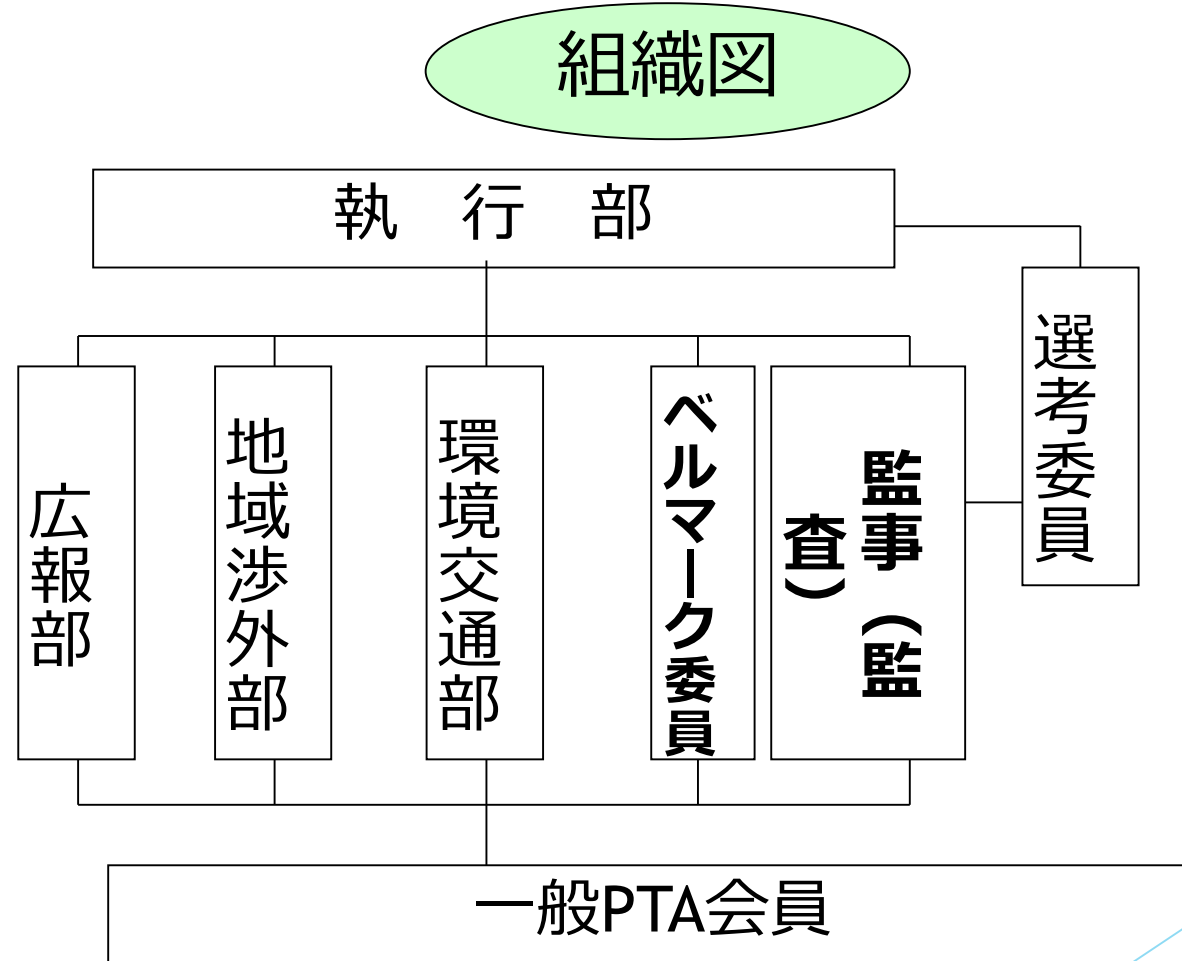 組織図
執　行　部
選考委員
広報部
地域渉外部
環境交通部
ベルマーク委員
監事（監
査）
一般PTA会員